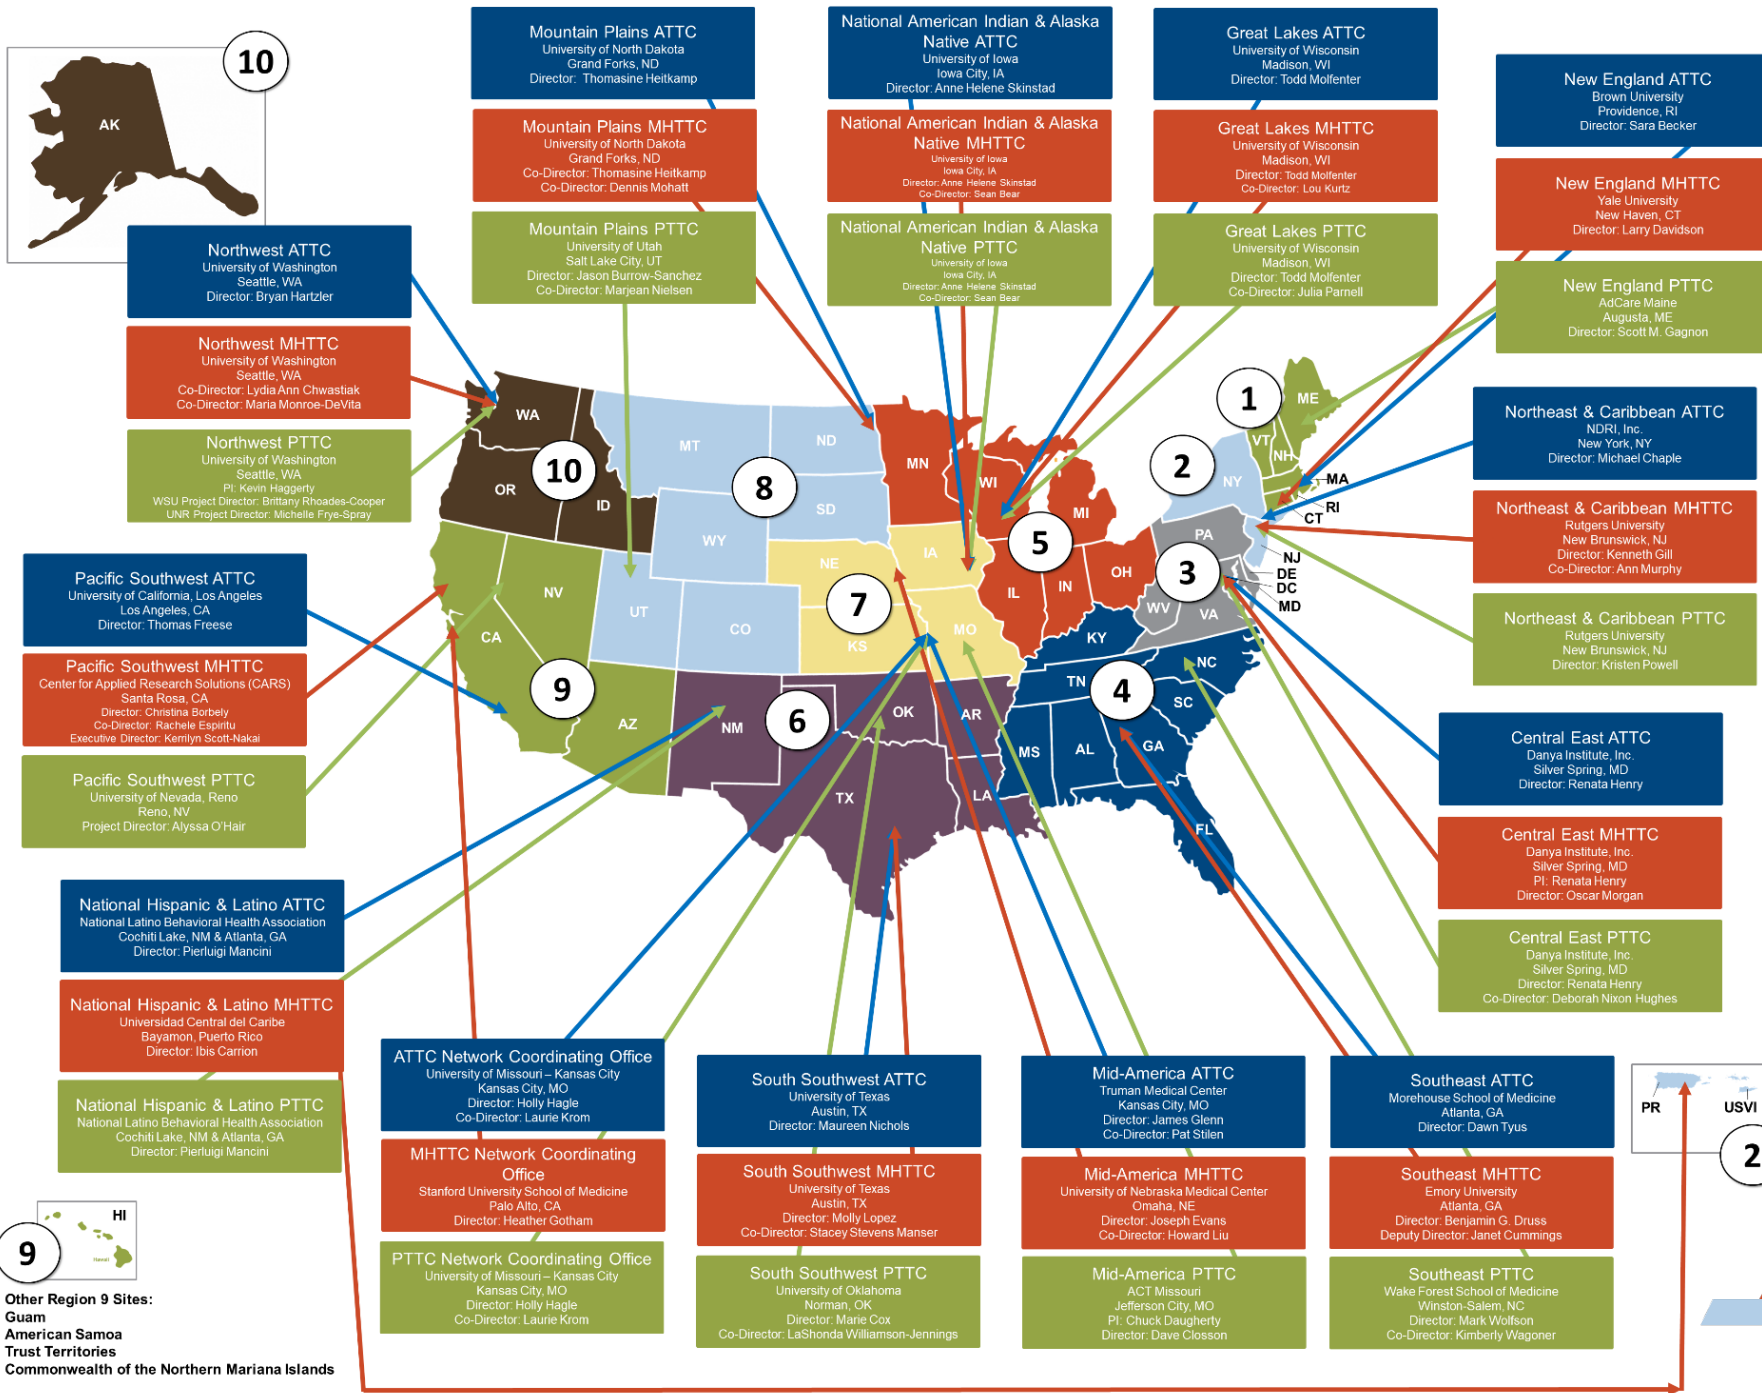 Mountain Plains ATTC
University of North Dakota
Grand Forks, ND
Director: Thomasine Heitkamp
Mountain Plains MHTTC
University of North Dakota
Grand Forks, ND
Co-Director: Thomasine Heitkamp
Co-Director: Dennis Mohatt
Mountain Plains PTTC
University of Utah
Salt Lake City, UT
Director: Jason Burrow-Sanchez
Co-Director: Marjean Nielsen
National American Indian & Alaska
Native ATTC
University of Iowa
Iowa City, IA
Director: Anne Helene Skinstad
National American Indian & Alaska
Native MHTTC
University of Iowa
Iowa City, IA
Director: Anne Helene Skinstad
Co-Director: Sean Bear
National American Indian & Alaska
Native PTTC
University of Iowa
Iowa City, IA
Director: Anne Helene Skinstad
Co-Director: Sean Bear
Great Lakes ATTC
University of Wisconsin
Madison, WI
Director: Todd Molfenter
Great Lakes MHTTC
University of Wisconsin
Madison, WI
Director: Todd Molfenter
Co-Director: Lou Kurtz
Great Lakes PTTC
University of Wisconsin
Madison, WI
Director: Todd Molfenter
Co-Director: Julia Parnell
New England ATTC
Brown University
Providence, RI
Director: Sara Becker
New England MHTTC
Yale University
New Haven, CT
Director: Larry Davidson
New England PTTC
AdCare Maine
Augusta, ME
Director: Scott M. Gagnon
10
AK
Northwest ATTC
University of Washington
Seattle, WA
Director: Bryan Hartzler
Northwest MHTTC
University of Washington
Seattle, WA
Co-Director: Lydia Ann Chwastiak
Co-Director: Maria Monroe-DeVita
Northwest PTTC
University of Washington
Seattle, WA
PI: Kevin Haggerty
WSU Project Director: Brittany Rhoades-Cooper
UNR Project Director: Michelle Frye-Spray
Northeast & Caribbean ATTC
NDRI, Inc.
New York, NY
Director: Michael Chaple
Northeast & Caribbean MHTTC
Rutgers University
New Brunswick, NJ
Director: Kenneth Gill
Co-Director: Ann Murphy
Northeast & Caribbean PTTC
Rutgers University
New Brunswick, NJ
Director: Kristen Powell
1
2
3
4
5
6
7
8
9
10
WA
OR
ID
MT
ND
SD
WY
UT
CO
NE
KS
IA
MO
MN
WI
MI
IL
IN
OH
ME
VT
NH
NY
MA
RI
CT
NJ
DE
DC
MD
PA
WV
VA
KY
TN
NC
SC
GA
AL
MS
FL
NV
CA
AZ
NM
OK
TX
AR
LA
Pacific Southwest ATTC
University of California, Los Angeles
Los Angeles, CA
Director: Thomas Freese
Pacific Southwest MHTTC
Center for Applied Research Solutions (CARS)
Santa Rosa, CA
Director: Christina Borbely
Co-Director: Rachele Espiritu
Executive Director: Kerrilyn Scott-Nakai
Pacific Southwest PTTC
University of Nevada, Reno
Reno, NV
Project Director: Alyssa O'Hair
Central East ATTC
Danya Institute, Inc.
Silver Spring, MD
Director: Renata Henry
Central East MHTTC
Danya Institute, Inc.
Silver Spring, MD
PI: Renata Henry
Director: Oscar Morgan
Central East PTTC
Danya Institute, Inc.
Silver Spring, MD
Director: Renata Henry
Co-Director: Deborah Nixon Hughes
National Hispanic & Latino ATTC
National Latino Behavioral Health Association
Cochiti Lake, NM & Atlanta, GA
Director: Pierluigi Mancini
National Hispanic & Latino MHTTC
Universidad Central del Caribe
Bayamon, Puerto Rico
Director: Ibis Carrion
National Hispanic & Latino PTTC
National Latino Behavioral Health Association
Cochiti Lake, NM & Atlanta, GA
Director: Pierluigi Mancini
ATTC Network Coordinating Office
University of Missouri – Kansas City
Kansas City, MO
Director: Holly Hagle
Co-Director: Laurie Krom
MHTTC Network Coordinating
Office
Stanford University School of Medicine
Palo Alto, CA
Director: Heather Gotham
PTTC Network Coordinating Office
University of Missouri – Kansas City
Kansas City, MO
Director: Holly Hagle
Co-Director: Laurie Krom
South Southwest ATTC
University of Texas
Austin, TX
Director: Maureen Nichols
South Southwest MHTTC
University of Texas
Austin, TX
Director: Molly Lopez
Co-Director: Stacey Stevens Manser
South Southwest PTTC
University of Oklahoma
Norman, OK
Director: Marie Cox
Co-Director: LaShonda Williamson-Jennings
Mid-America ATTC
Truman Medical Center
Kansas City, MO
Director: James Glenn
Co-Director: Pat Stilen
Mid-America MHTTC
University of Nebraska Medical Center
Omaha, NE
Director: Joseph Evans
Co-Director: Howard Liu
Mid-America PTTC
ACT Missouri
Jefferson City, MO
PI: Chuck Daugherty
Director: Dave Closson
Southeast ATTC
Morehouse School of Medicine
Atlanta, GA
Director: Dawn Tyus
Southeast MHTTC
Emory University
Atlanta, GA
Director: Benjamin G. Druss
Deputy Director: Janet Cummings
Southeast PTTC
Wake Forest School of Medicine
Winston-Salem, NC
Director: Mark Wolfson
Co-Director: Kimberly Wagoner
PR
USVI
2
HI
Hawaii
9
Other Region 9 Sites:
Guam
American Samoa
Trust Territories
Commonwealth of the Northern Mariana Islands